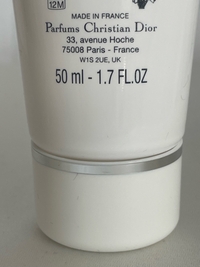 12M
MADE IN FRANCE
Parfums Christian Dior
33, avenue Hoche
75008 Paris - France
W1S 2UE, UK
50 ml - 1.7 FL.OZ